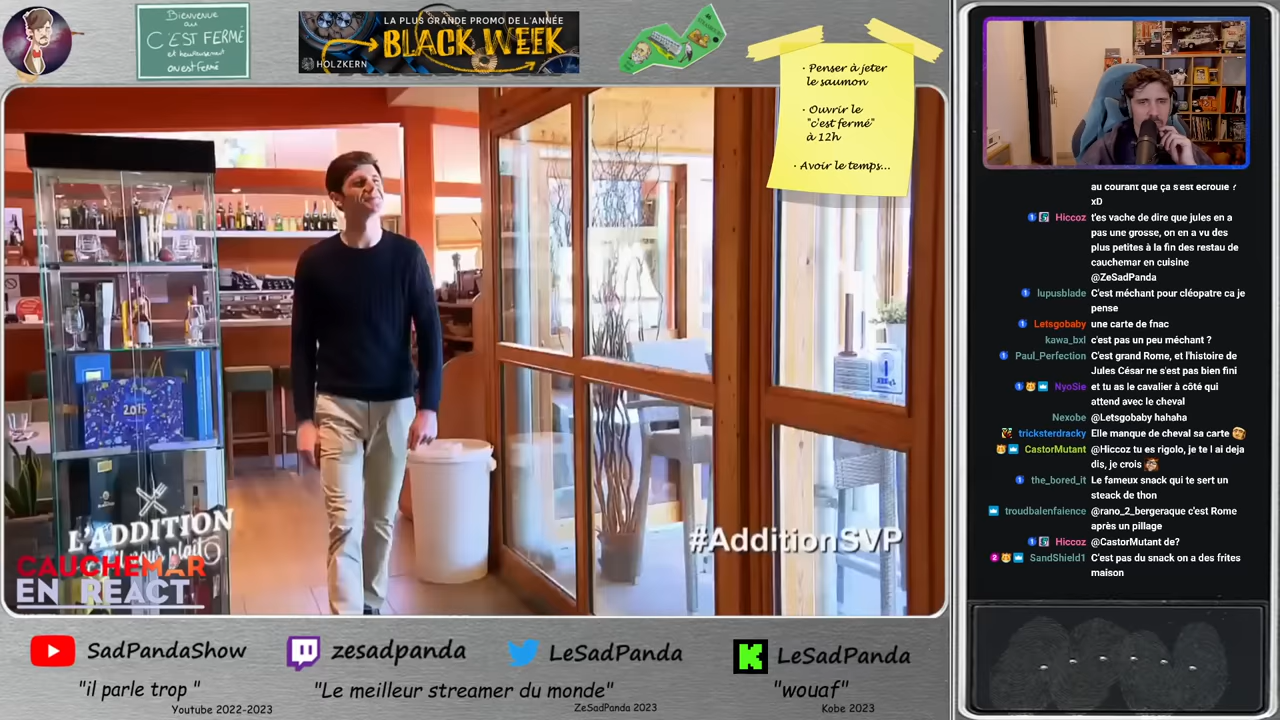 Bienvenue
au
C'EST FERMÉ
et heureusement
on est fermé
LA PLUS GRANDE PROMO DE L'ANNÉE
BLACK WEEK
HOLZKERN
· Penser à jeter
le saumon
· Ouvrir le
"c'est fermé"
à 12h
· Avoir le temps...
2015
L'ADDITION
s'il vous plaît
CAUCHEMAR
EN REACT
#AdditionSVP
au courant que ça s'est écroulé ?
xD
Hiccoz t'es vache de dire que jules en a
pas une grosse, on en a vu des
plus petites à la fin des restau de
cauchemar en cuisine
@ZeSadPanda
lupusblade C'est méchant pour cléopatre ca je
pense
Letsgobaby une carte de fnac
kawa_bxl c'est pas un peu méchant ?
Paul_Perfection C'est grand Rome, et l'histoire de
Jules César ne s'est pas bien fini
NyoSie et tu as le cavalier à côté qui
attend avec le cheval
Nexobe @Letsgobaby hahaha
tricksterdracky Elle manque de cheval sa carte
CastorMutant @Hiccoz tu es rigolo, je te l ai deja
dis, je crois
the_bored_it Le fameux snack qui te sert un
steack de thon
troudbalenfaience @rano_2_bergeraque c'est Rome
après un pillage
Hiccoz @CastorMutant de?
SandShield1 C'est pas du snack on a des frites
maison
SadPandaShow
zesadpanda
LeSadPanda
LeSadPanda
"il parle trop "
Youtube 2022-2023
"Le meilleur streamer du monde"
ZeSadPanda 2023
"wouaf"
Kobe 2023